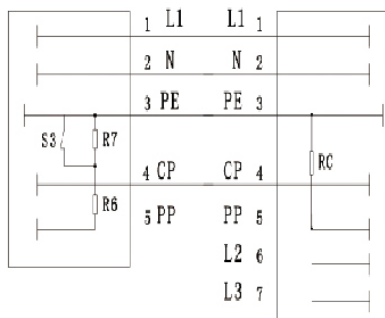 1 L1 L1 1
2 N N 2
3 PE PE 3
S3 R7 RC
4 CP CP 4
R6
5 PP PP 5
L2 6
L3 7